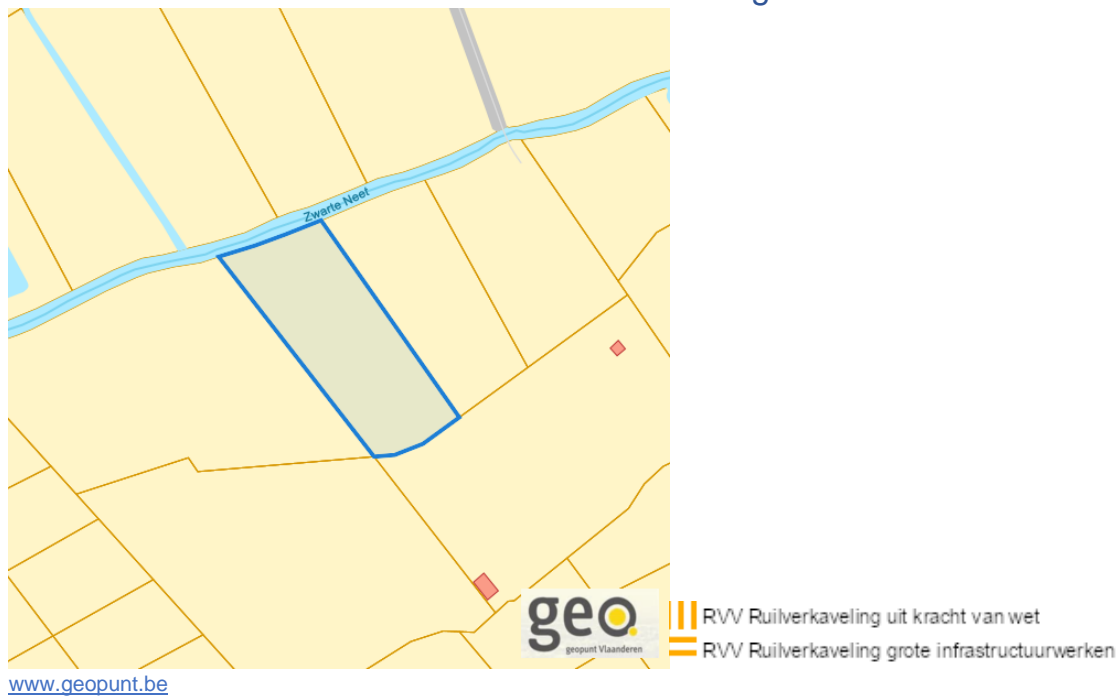 Zwarte Neet
geo
geopunt Vlaanderen
RVV Ruilverkaveling uit kracht van wet
RVV Ruilverkaveling grote infrastructuurwerken
www.geopunt.be